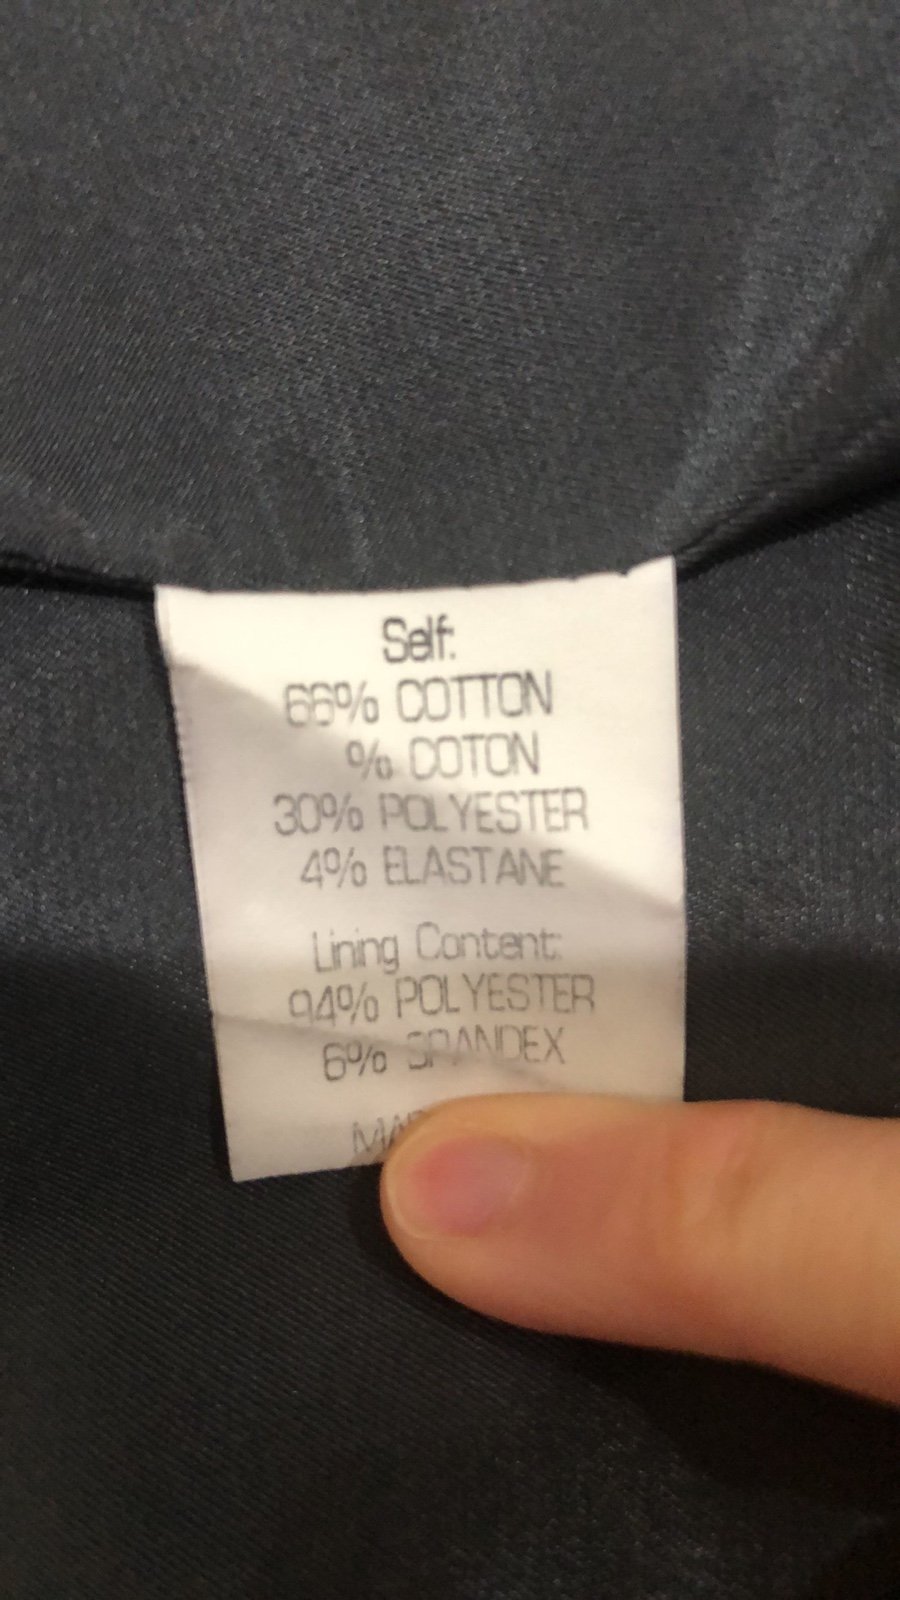 Self:
66% COTTON
% COTON
30% POLYESTER
4% ELASTANE
Lining Content:
94% POLYESTER
6% SPANDEX